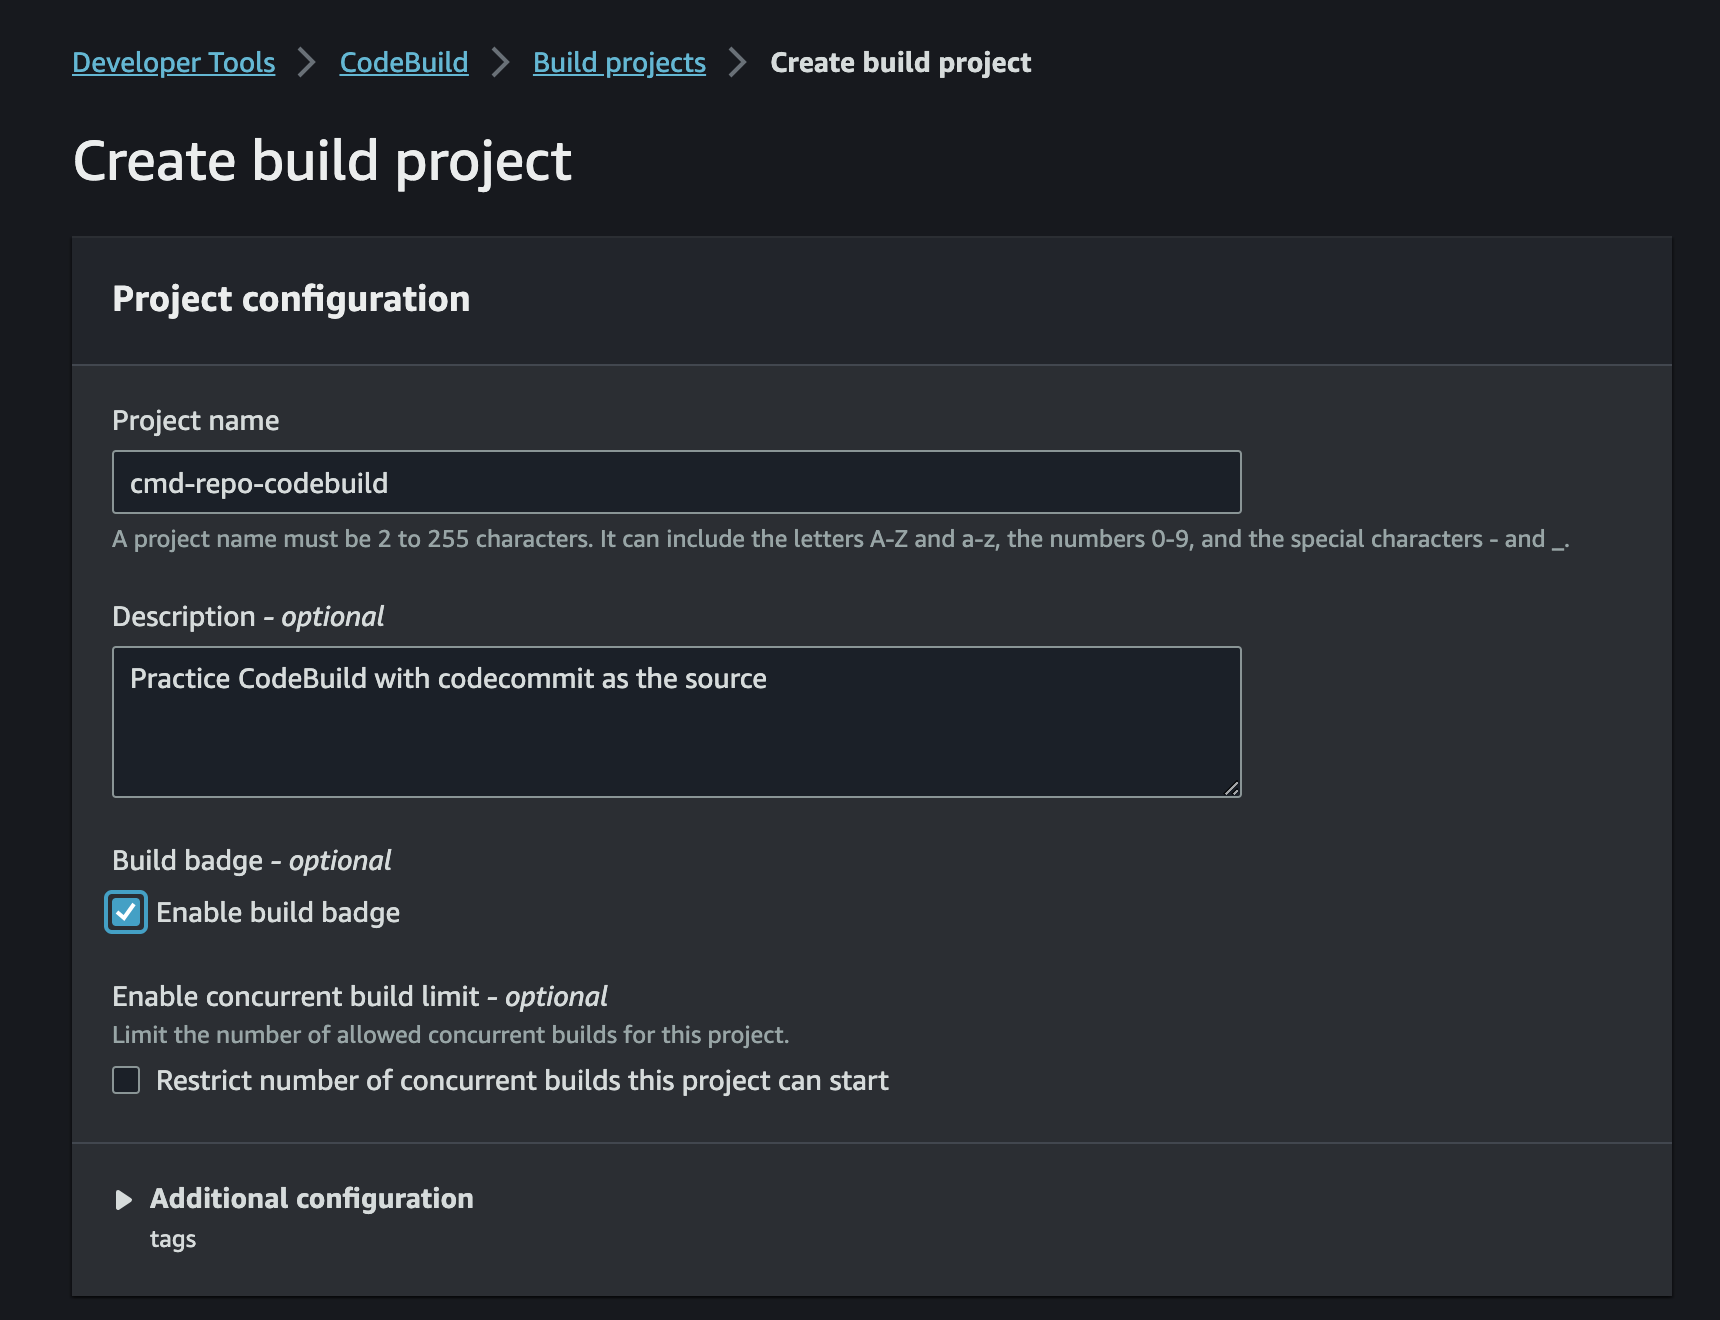 Developer Tools > CodeBuild > Build projects > Create build project
Create build project
Project configuration
Project name
cmd-repo-codebuild
A project name must be 2 to 255 characters. It can include the letters A-Z and a-z, the numbers 0-9, and the special characters - and _.
Description - optional
Practice CodeBuild with codecommit as the source
Build badge - optional
Enable build badge
Enable concurrent build limit - optional
Limit the number of allowed concurrent builds for this project.
Restrict number of concurrent builds this project can start
Additional configuration
tags